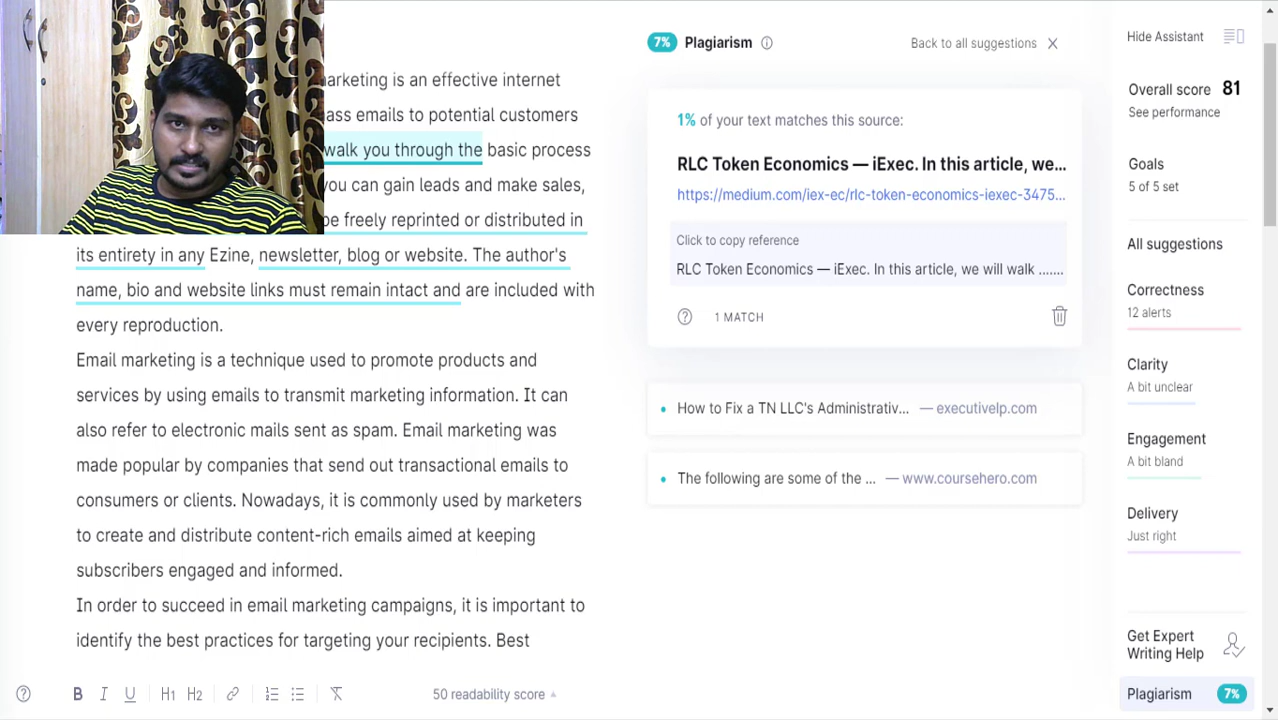 arketing is an effective internet
ass emails to potential customers
walk you through the basic process
you can gain leads and make sales,
be freely reprinted or distributed in
its entirety in any Ezine, newsletter, blog or website. The author's
name, bio and website links must remain intact and are included with
every reproduction.
Email marketing is a technique used to promote products and
services by using emails to transmit marketing information. It can
also refer to electronic mails sent as spam. Email marketing was
made popular by companies that send out transactional emails to
consumers or clients. Nowadays, it is commonly used by marketers
to create and distribute content-rich emails aimed at keeping
subscribers engaged and informed.
In order to succeed in email marketing campaigns, it is important to
identify the best practices for targeting your recipients. Best
B I U H1 H2 50 readability score
7% Plagiarism
Back to all suggestions
1% of your text matches this source:
RLC Token Economics — iExec. In this article, we...
https://medium.com/iex-ec/rlc-token-economics-iexec-3475...
Click to copy reference
RLC Token Economics — iExec. In this article, we will walk .......
1 MATCH
How to Fix a TN LLC's Administrativ... — executivelp.com
The following are some of the ... — www.coursehero.com
Hide Assistant
Overall score 81
See performance
Goals
5 of 5 set
All suggestions
Correctness
12 alerts
Clarity
A bit unclear
Engagement
A bit bland
Delivery
Just right
Get Expert
Writing Help
Plagiarism 7%